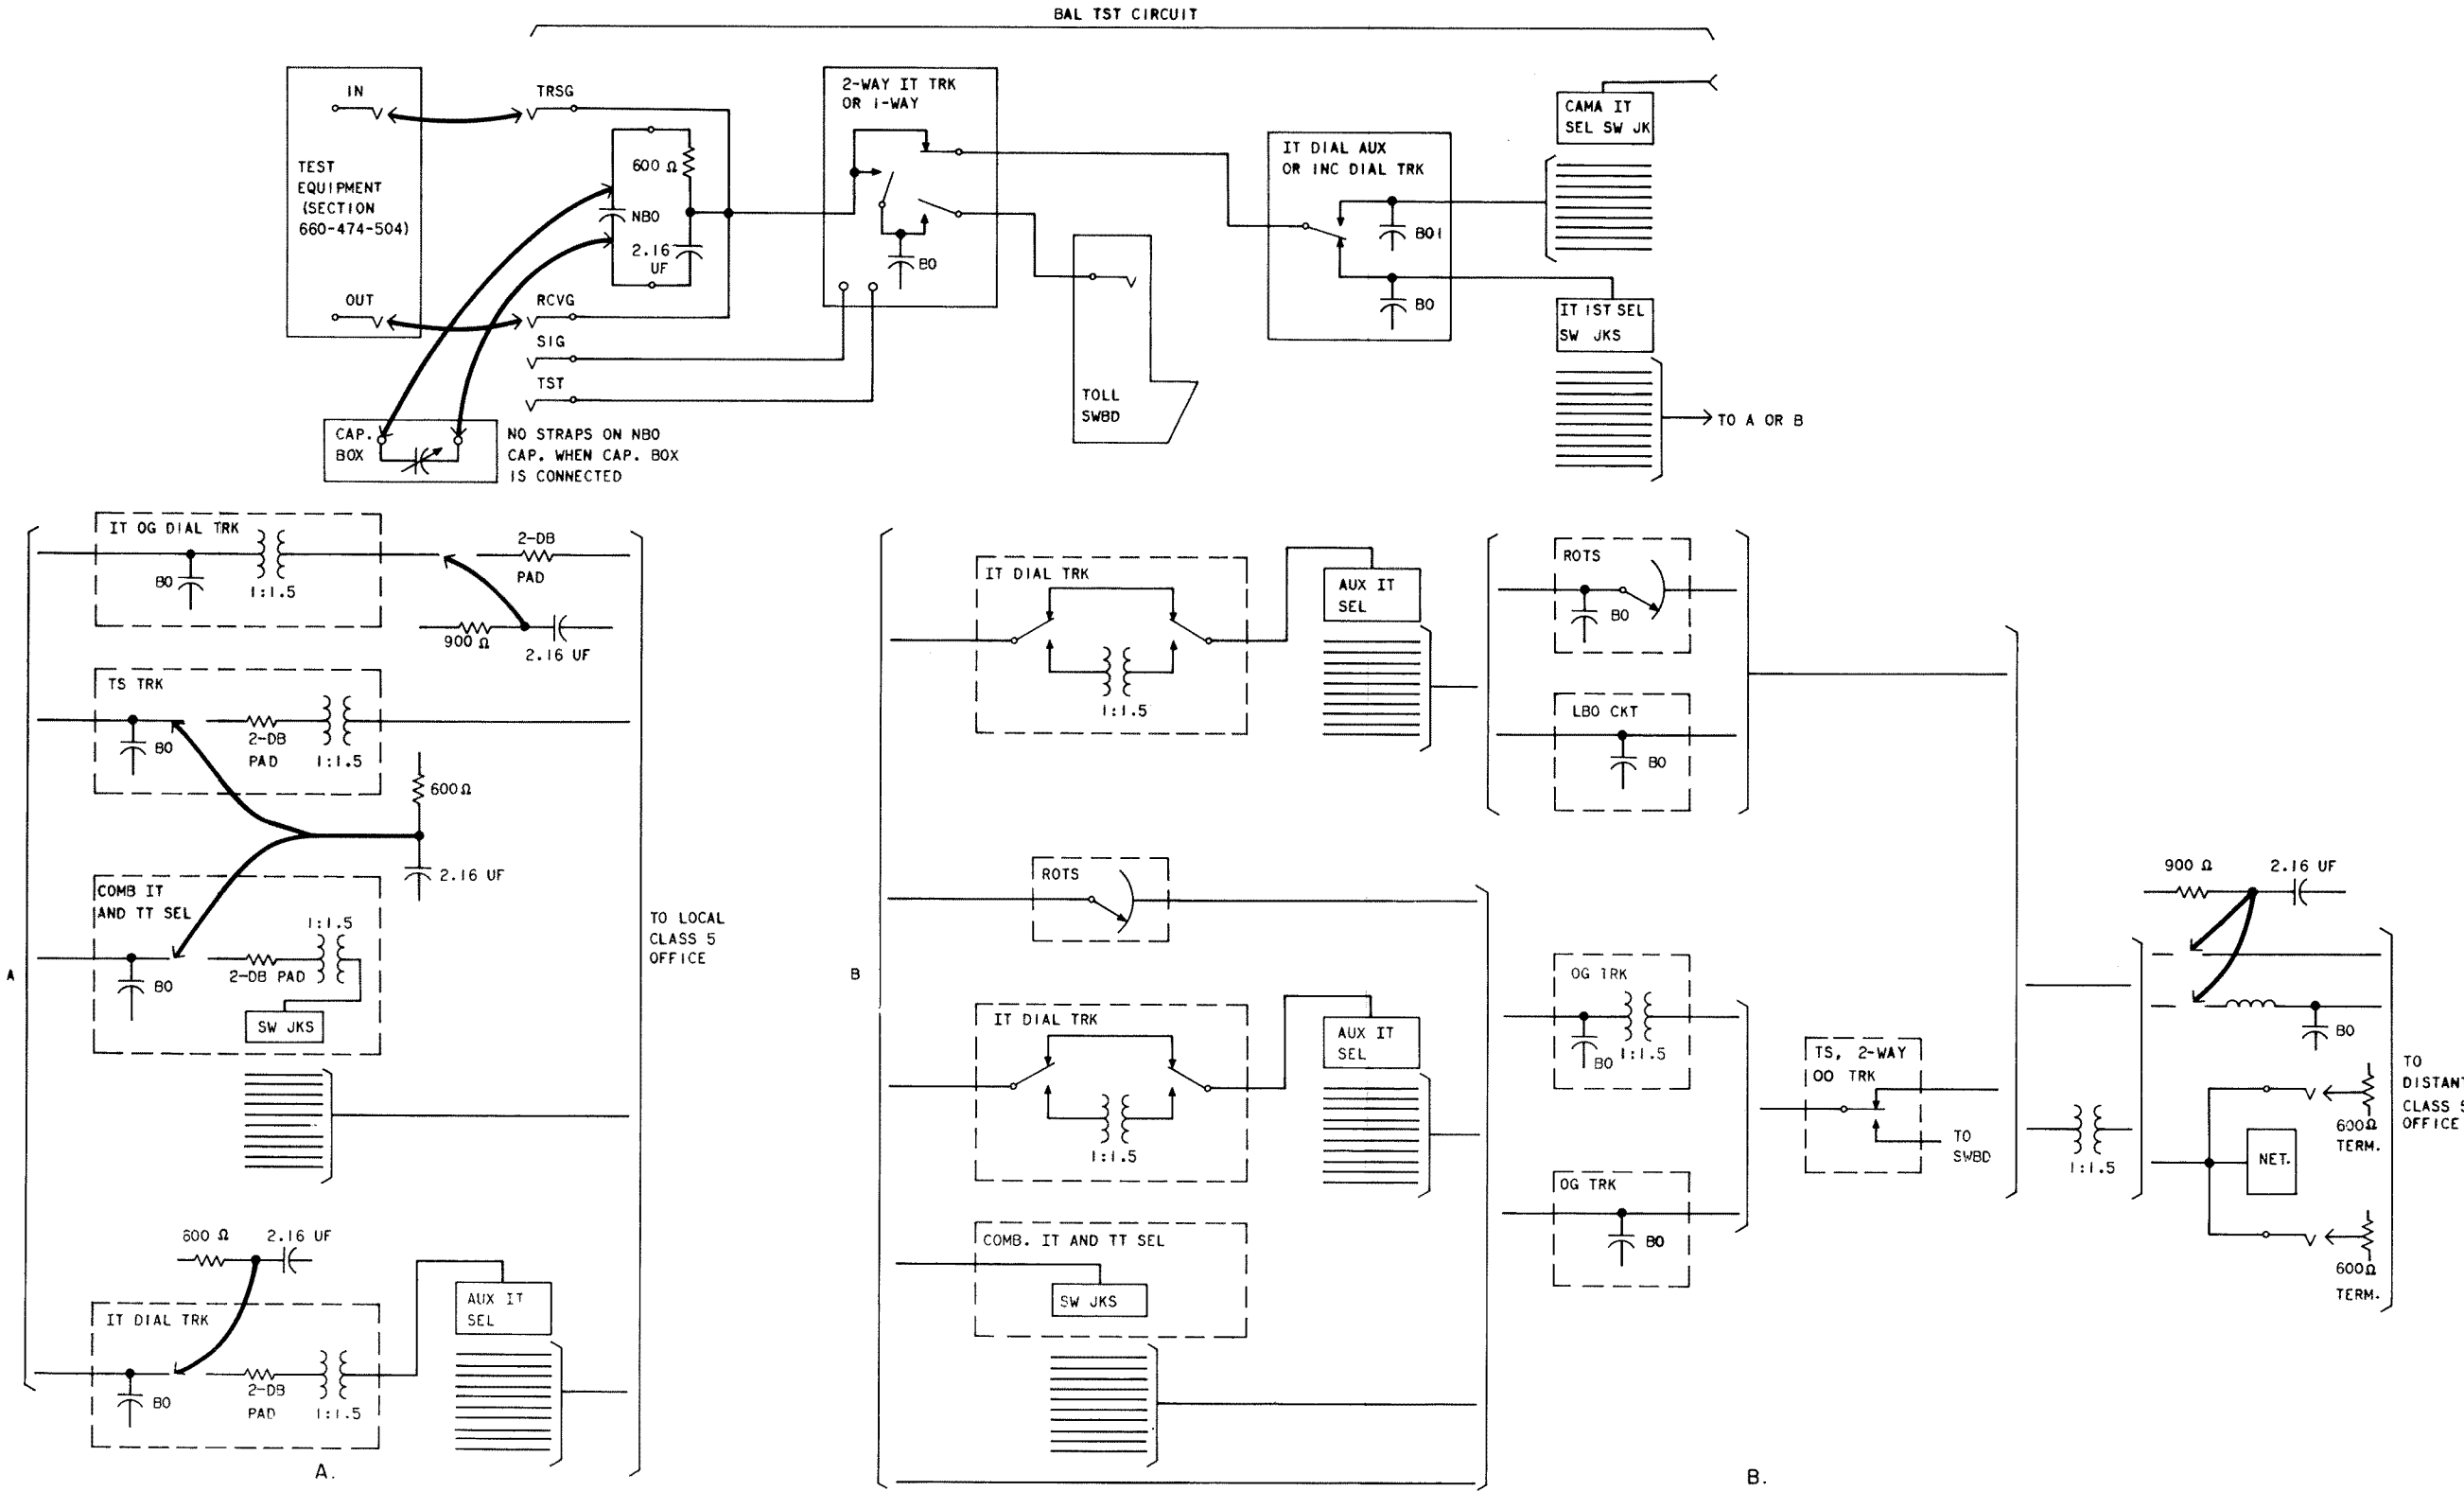 BAL TST CIRCUIT
IN
TRSG
TEST
EQUIPMENT
(SECTION
660-474-504)
600 Ω
NBO
2.16
UF
OUT
RCVG
SIG
TST
CAP.
BOX
NO STRAPS ON NBO
CAP. WHEN CAP. BOX
IS CONNECTED
2-WAY IT TRK
OR 1-WAY
BO
TOLL
SWBD
IT DIAL AUX
OR INC DIAL TRK
BO1
BO
CAMA IT
SEL SW JK
IT 1ST SEL
SW JKS
TO A OR B
A
IT OG DIAL TRK
BO
1:1.5
2-DB
PAD
900 Ω
2.16 UF
TS TRK
BO
2-DB
PAD
1:1.5
600Ω
2.16 UF
COMB IT
AND TT SEL
1:1.5
BO
2-DB PAD
SW JKS
TO LOCAL
CLASS 5
OFFICE
600 Ω
2.16 UF
IT DIAL TRK
BO
2-DB
PAD
1:1.5
AUX IT
SEL
A.
B
IT DIAL TRK
1:1.5
AUX IT
SEL
ROTS
BO
LBO CKT
BO
ROTS
IT DIAL TRK
1:1.5
AUX IT
SEL
COMB. IT AND TT SEL
SW JKS
OG TRK
BO
1:1.5
OG TRK
BO
TS, 2-WAY
OO TRK
TO
SWBD
1:1.5
900 Ω
2.16 UF
BO
600Ω
TERM.
NET.
600Ω
TERM.
TO
DISTANT
CLASS 5
OFFICE
B.